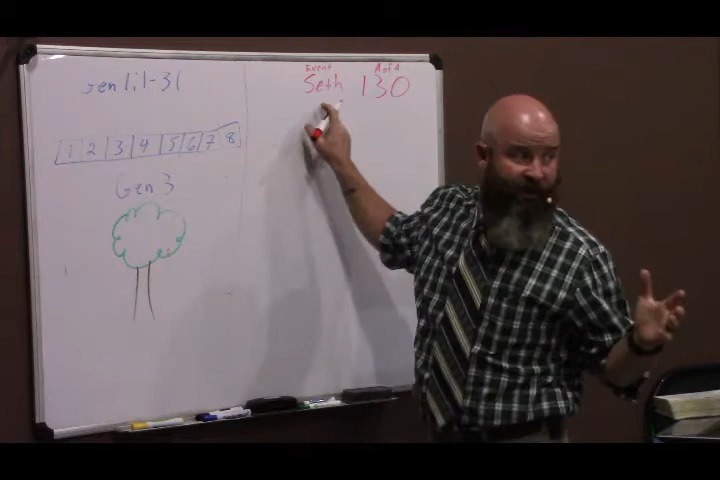 Gen 1:1-31
1 2 3 4 5 6 7 8
Gen 3
Event A of A
Seth 130